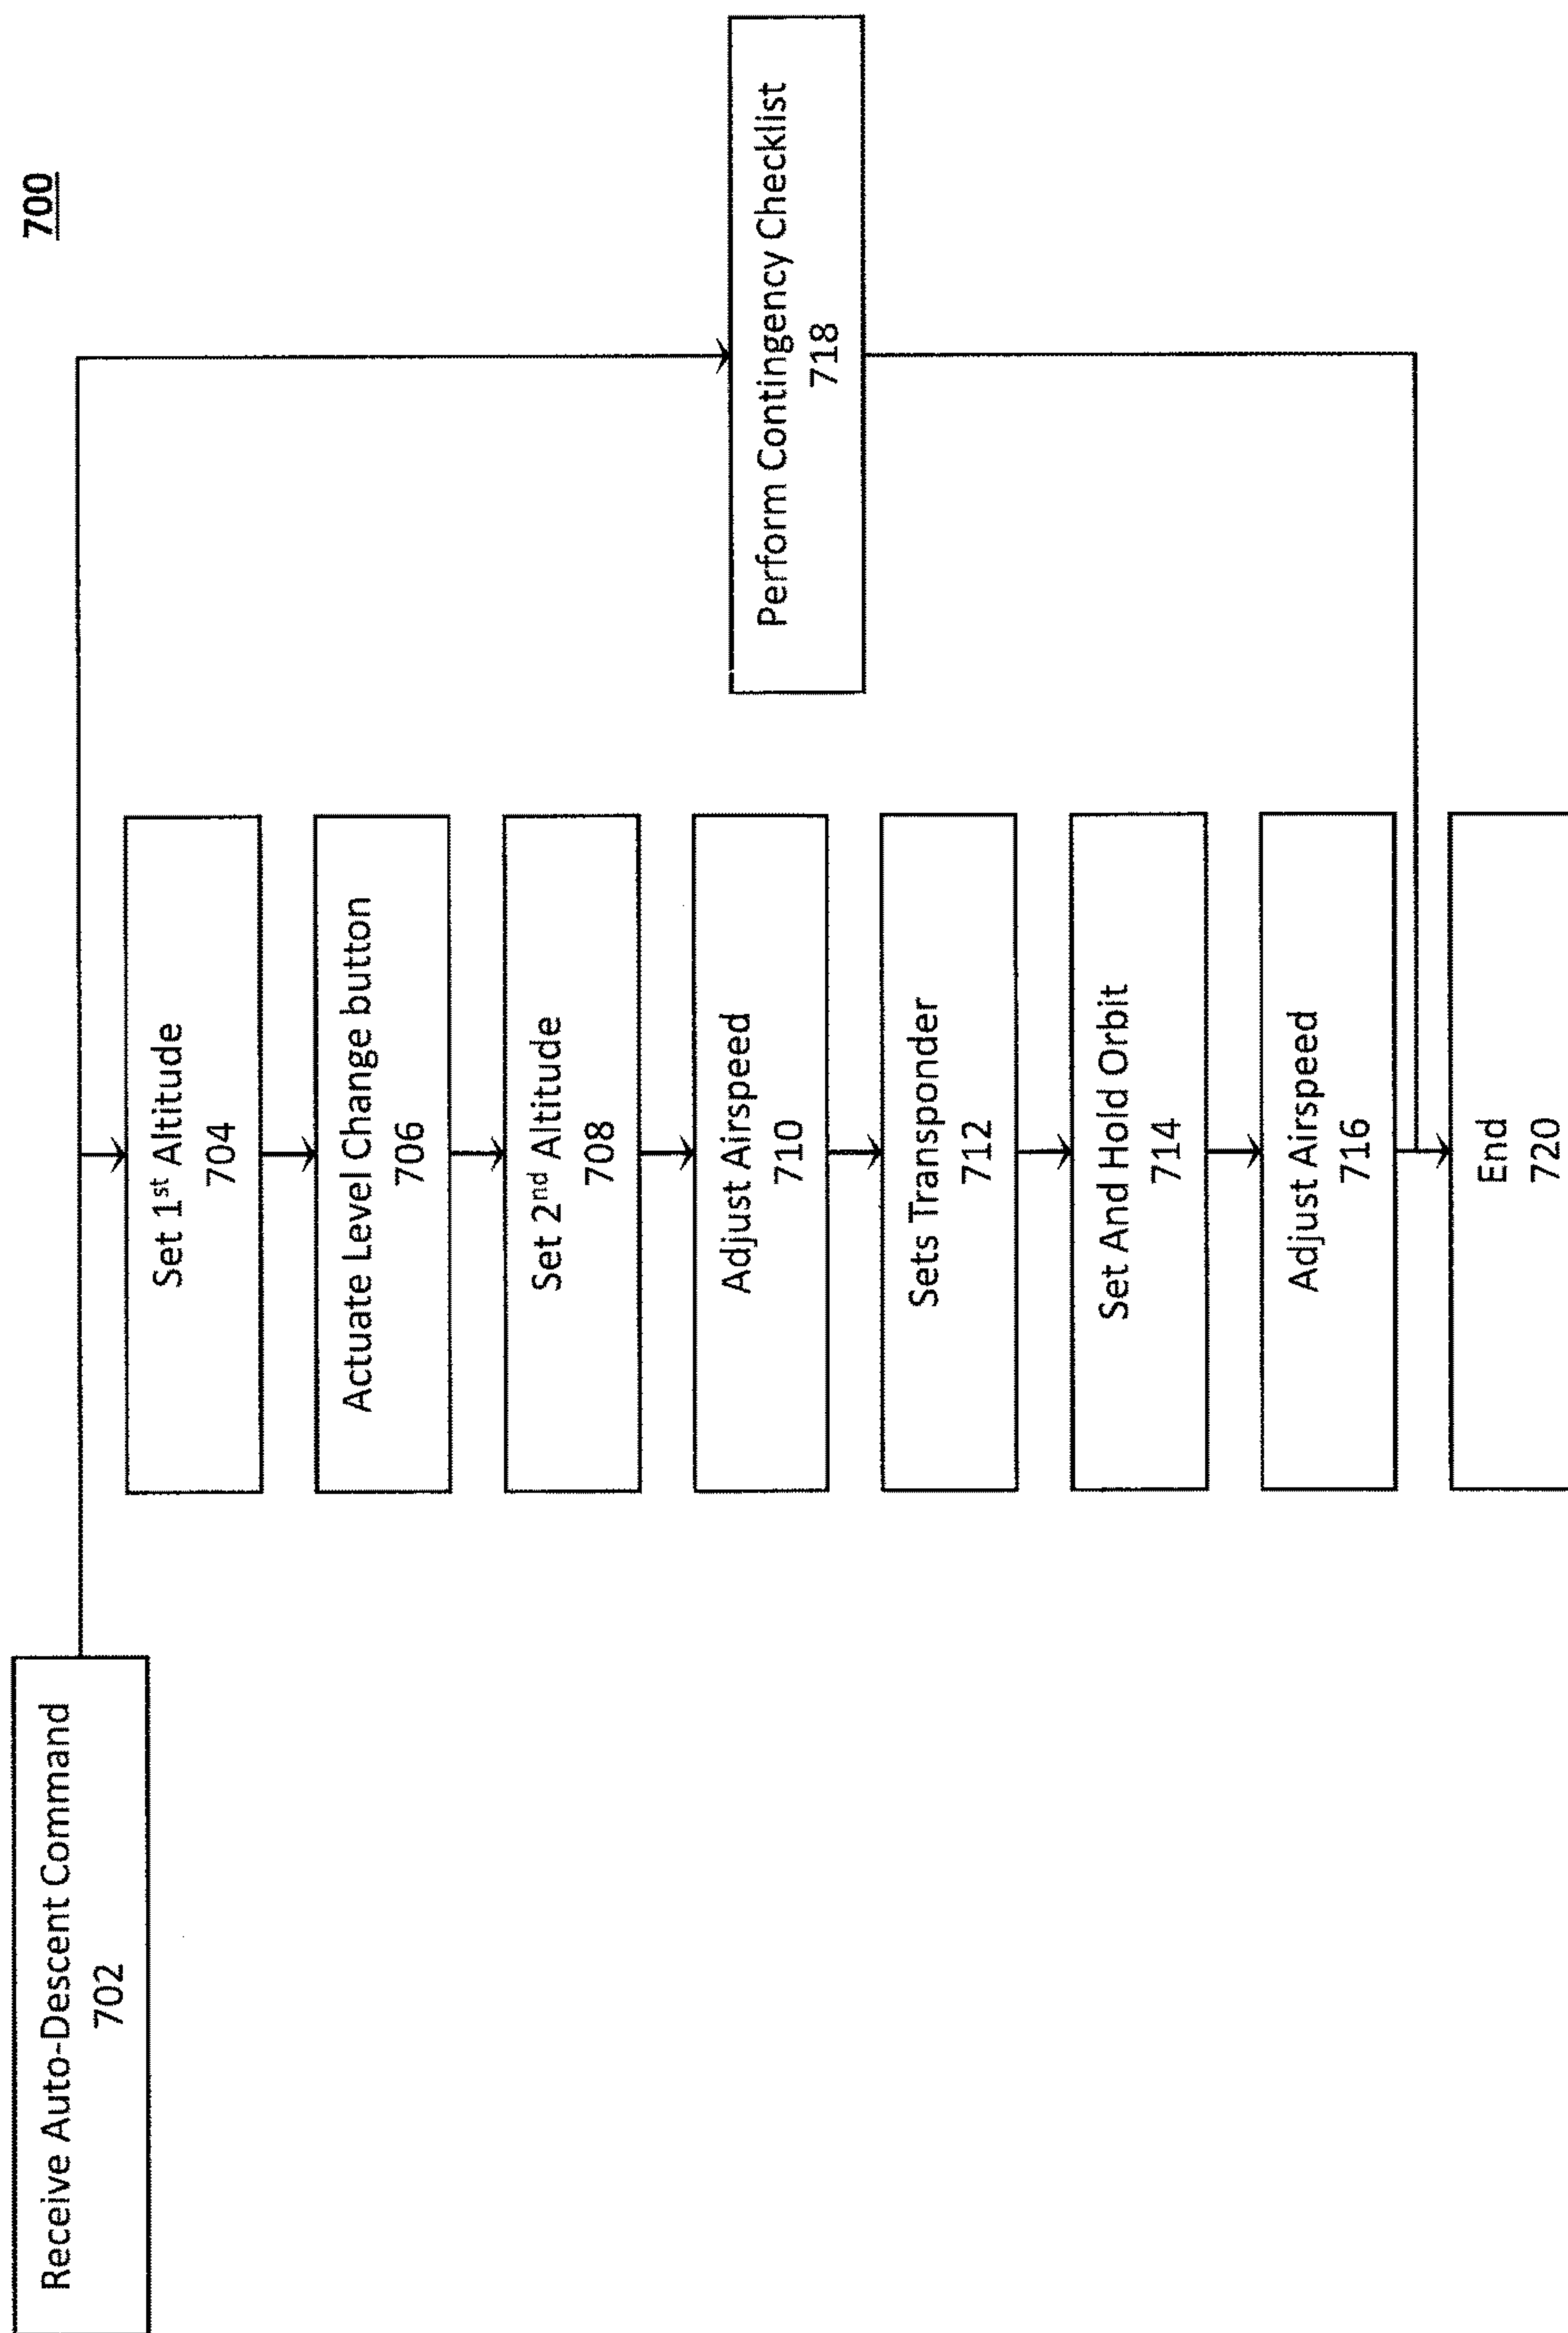 700
Receive Auto-Descent Command
702
Set 1st Altitude
704
Actuate Level Change button
706
Set 2nd Altitude
708
Adjust Airspeed
710
Sets Transponder
712
Set And Hold Orbit
714
Adjust Airspeed
716
Perform Contingency Checklist
718
End
720